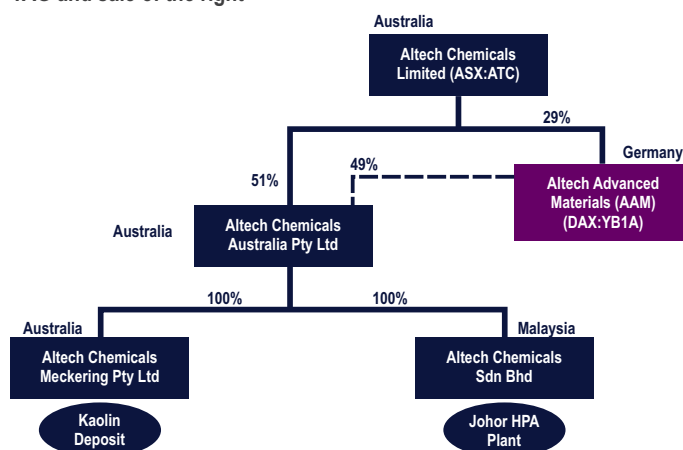 Australia
Altech Chemicals
Limited (ASX:ATC)
29%
Germany
49%
51%
Altech Advanced
Materials (AAM)
(DAX:YB1A)
Australia
Altech Chemicals
Australia Pty Ltd
100%
100%
Australia
Malaysia
Altech Chemicals
Meckering Pty Ltd
Altech Chemicals
Sdn Bhd
Kaolin
Deposit
Johor HPA
Plant